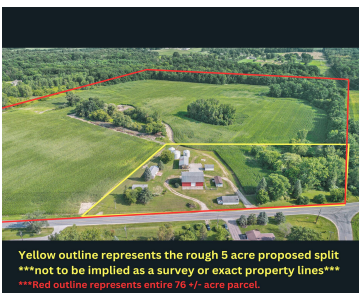 Yellow outline represents the rough 5 acre proposed split
***not to be implied as a survey or exact property lines***
***Red outline represents entire 76 +/- acre parcel.